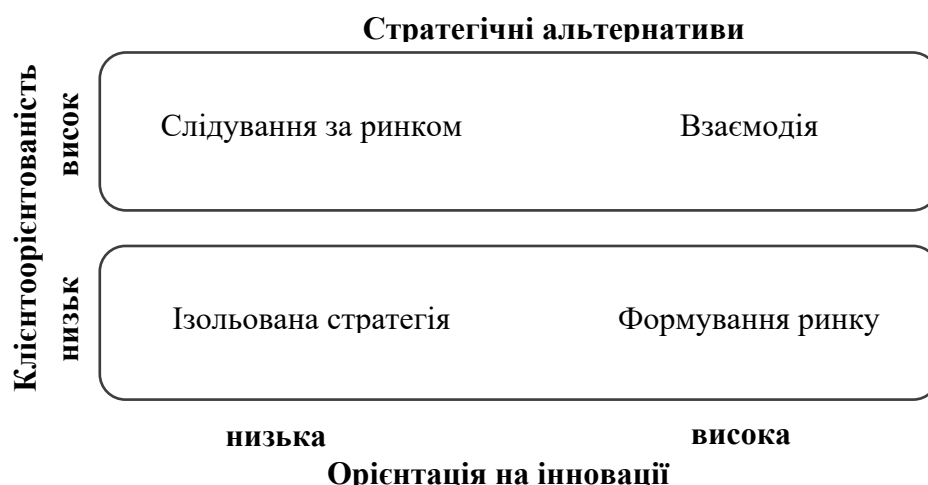 Стратегічні альтернативи
Клієнтоорієнтованість
висок
Слідування за ринком
Взаємодія
низьк
Ізольована стратегія
Формування ринку
низька
висока
Орієнтація на інновації